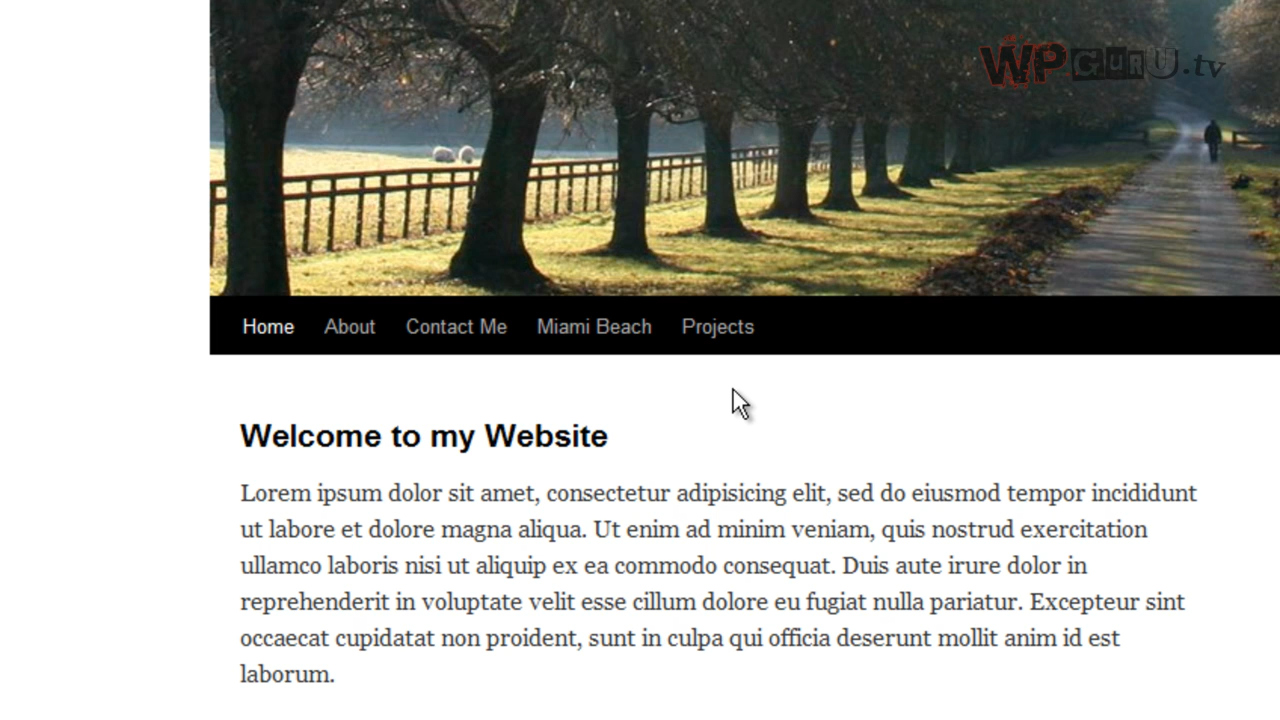 WPGURU.tv
Home About Contact Me Miami Beach Projects
Welcome to my Website
Lorem ipsum dolor sit amet, consectetur adipisicing elit, sed do eiusmod tempor incididunt
ut labore et dolore magna aliqua. Ut enim ad minim veniam, quis nostrud exercitation
ullamco laboris nisi ut aliquip ex ea commodo consequat. Duis aute irure dolor in
reprehenderit in voluptate velit esse cillum dolore eu fugiat nulla pariatur. Excepteur sint
occaecat cupidatat non proident, sunt in culpa qui officia deserunt mollit anim id est
laborum.